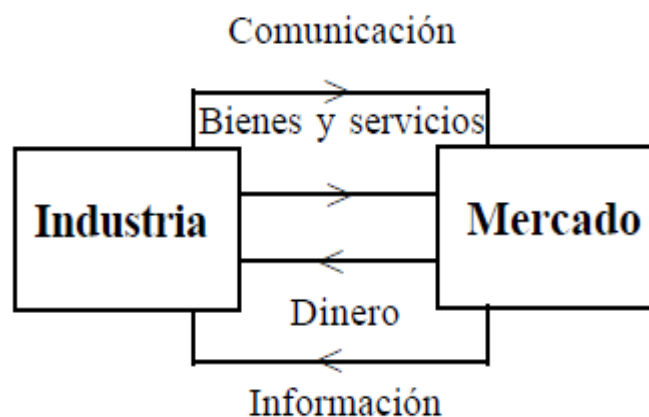 Comunicación
Bienes y servicios
Industria
Mercado
Dinero
Información